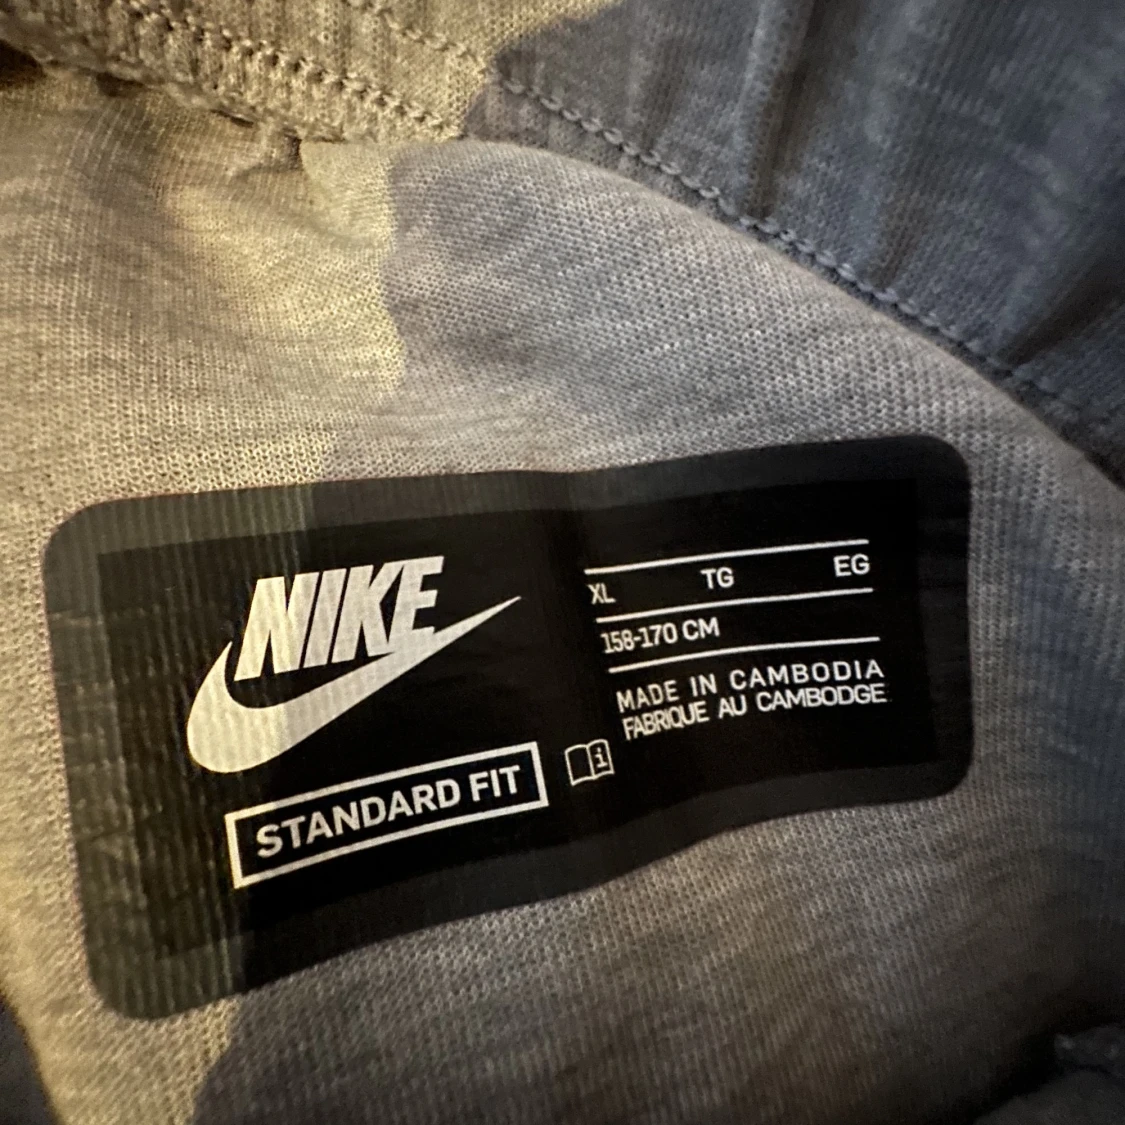 NIKE
STANDARD FIT
XL TG EG
158-170 CM
MADE IN CAMBODIA
FABRIQUE AU CAMBODGE
i